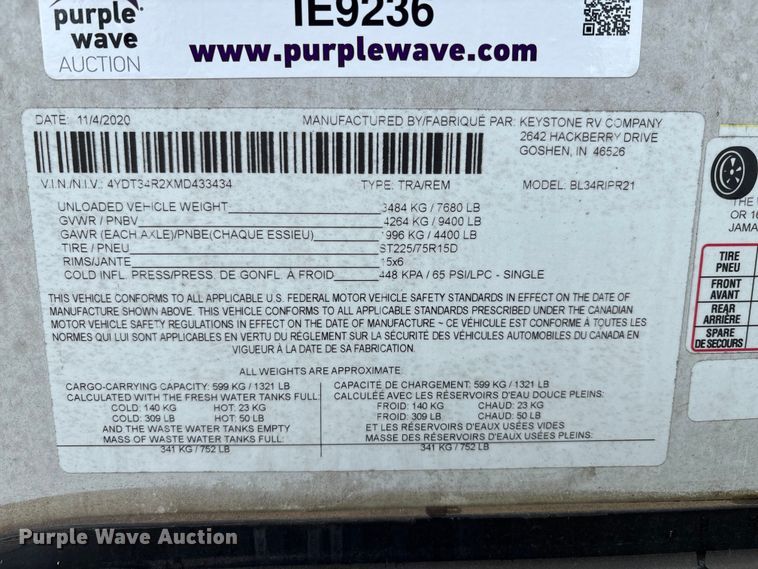 purple
wave
AUCTION
IE9236
www.purplewave.com
DATE: 11/4/2020
MANUFACTURED BY/FABRIQUÉ PAR: KEYSTONE RV COMPANY
2642 HACKBERRY DRIVE
GOSHEN, IN 46526
V.I.N./N.I.V.: 4YDT34R2XMD433434 TYPE: TRA/REM MODEL: BL34RIPR21
UNLOADED VEHICLE WEIGHT 3484 KG / 7680 LB
GVWR / PNBV 4264 KG / 9400 LB
GAWR (EACH AXLE)/PNBE(CHAQUE ESSIEU) 1996 KG / 4400 LB
TIRE / PNEU ST225/75R15D
RIMS/JANTE 15x6
COLD INFL. PRESS/PRESS. DE GONFL. À FROID 448 KPA / 65 PSI/LPC - SINGLE
THIS VEHICLE CONFORMS TO ALL APPLICABLE U.S. FEDERAL MOTOR VEHICLE SAFETY STANDARDS IN EFFECT ON THE DATE OF
MANUFACTURE SHOWN ABOVE. THIS VEHICLE CONFORMS TO ALL APPLICABLE STANDARDS PRESCRIBED UNDER THE CANADIAN
MOTOR VEHICLE SAFETY REGULATIONS IN EFFECT ON THE DATE OF MANUFACTURE ~ CE VÉHICULE EST CONFORME À TOUTES LES
NORMES QUI LUI SONT APPLICABLES EN VERTU DU RÈGLEMENT SUR LA SÉCURITÉ DES VÉHICULES AUTOMOBILES DU CANADA EN
VIGUEUR À LA DATE DE SA FABRICATION.
ALL WEIGHTS ARE APPROXIMATE:
CARGO-CARRYING CAPACITY: 599 KG / 1321 LB
CALCULATED WITH THE FRESH WATER TANKS FULL:
COLD: 140 KG HOT: 23 KG
COLD: 309 LB HOT: 50 LB
AND THE WASTE WATER TANKS EMPTY
MASS OF WASTE WATER TANKS FULL:
341 KG / 752 LB
CAPACITÉ DE CHARGEMENT: 599 KG / 1321 LB
CALCULÉE AVEC LES RÉSERVOIRS D'EAU DOUCE PLEINS:
FROID: 140 KG CHAUD: 23 KG
FROID: 309 LB CHAUD: 50 LB
ET LES RÉSERVOIRS D'EAUX USÉES VIDES
MASSE DES RÉSERVOIRS D'EAUX USÉES PLEINS:
341 KG / 752 LB
THE
OR 16
JAMA
TIRE
PNEU
FRONT
AVANT
REAR
ARRIÈRE
SPARE
DE SECOURS
Purple Wave Auction